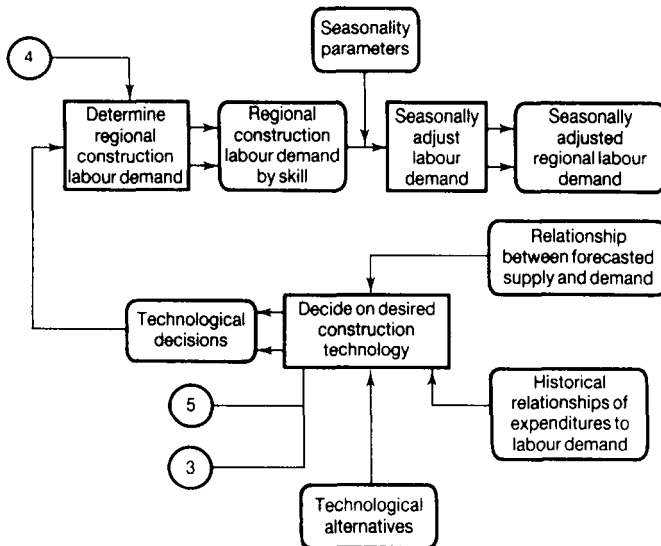 Seasonality
parameters
4
Determine
regional
construction
labour demand
Regional
construction
labour demand
by skill
Seasonally
adjust
labour
demand
Seasonally
adjusted
regional labour
demand
Relationship
between forecasted
supply and demand
Technological
decisions
Decide on desired
construction
technology
5
3
Historical
relationships of
expenditures to
labour demand
Technological
alternatives